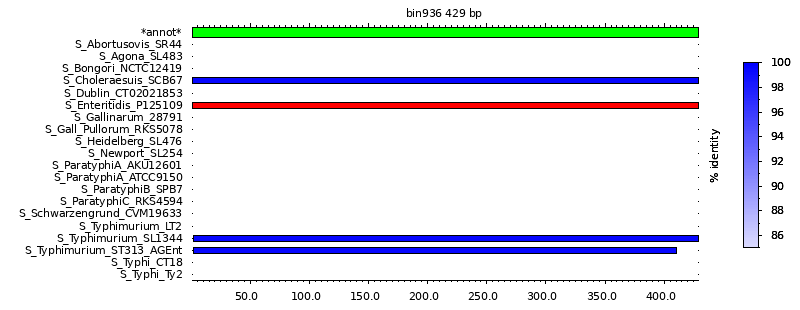 bin936 429 bp
*annot*
S_Abortusovis_SR44
S_Agona_SL483
S_Bongori_NCTC12419
S_Choleraesuis_SCB67
S_Dublin_CT02021853
S_Enteritidis_P125109
S_Gallinarum_28791
S_Gall_Pullorum_RKS5078
S_Heidelberg_SL476
S_Newport_SL254
S_ParatyphiA_AKU12601
S_ParatyphiA_ATCC9150
S_ParatyphiB_SPB7
S_ParatyphiC_RKS4594
S_Schwarzengrund_CVM19633
S_Typhimurium_LT2
S_Typhimurium_SL1344
S_Typhimurium_ST313_AGEnt
S_Typhi_CT18
S_Typhi_Ty2
50.0 100.0 150.0 200.0 250.0 300.0 350.0 400.0
% identity
100
98
96
94
92
90
88
86